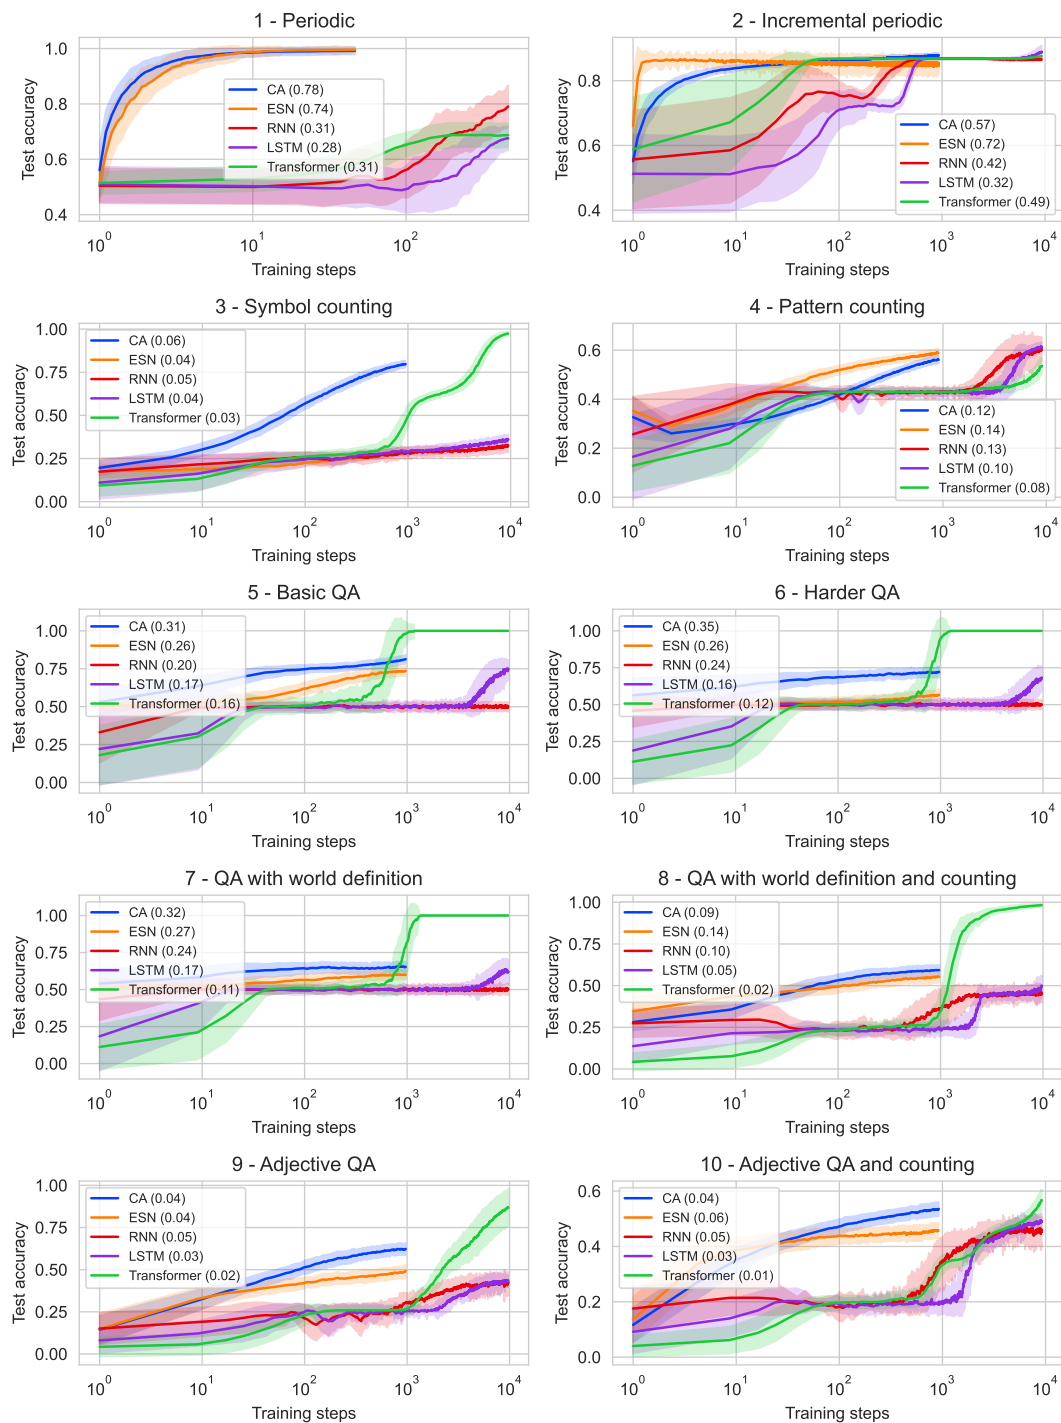 1 - Periodic
Test accuracy
1.0
0.8
0.6
0.4
CA (0.78)
ESN (0.74)
RNN (0.31)
LSTM (0.28)
Transformer (0.31)
10^0
10^1
10^2
Training steps
2 - Incremental periodic
Test accuracy
0.8
0.6
0.4
CA (0.57)
ESN (0.72)
RNN (0.42)
LSTM (0.32)
Transformer (0.49)
10^0
10^1
10^2
10^3
10^4
Training steps
3 - Symbol counting
Test accuracy
1.00
0.75
0.50
0.25
0.00
CA (0.06)
ESN (0.04)
RNN (0.05)
LSTM (0.04)
Transformer (0.03)
10^0
10^1
10^2
10^3
10^4
Training steps
4 - Pattern counting
Test accuracy
0.6
0.4
0.2
0.0
CA (0.12)
ESN (0.14)
RNN (0.13)
LSTM (0.10)
Transformer (0.08)
10^0
10^1
10^2
10^3
10^4
Training steps
5 - Basic QA
Test accuracy
1.00
0.75
0.50
0.25
0.00
CA (0.31)
ESN (0.26)
RNN (0.20)
LSTM (0.17)
Transformer (0.16)
10^0
10^1
10^2
10^3
10^4
Training steps
6 - Harder QA
Test accuracy
1.00
0.75
0.50
0.25
0.00
CA (0.35)
ESN (0.26)
RNN (0.24)
LSTM (0.16)
Transformer (0.12)
10^0
10^1
10^2
10^3
10^4
Training steps
7 - QA with world definition
Test accuracy
1.00
0.75
0.50
0.25
0.00
CA (0.32)
ESN (0.27)
RNN (0.24)
LSTM (0.17)
Transformer (0.11)
10^0
10^1
10^2
10^3
10^4
Training steps
8 - QA with world definition and counting
Test accuracy
1.00
0.75
0.50
0.25
0.00
CA (0.09)
ESN (0.14)
RNN (0.10)
LSTM (0.05)
Transformer (0.02)
10^0
10^1
10^2
10^3
10^4
Training steps
9 - Adjective QA
Test accuracy
1.00
0.75
0.50
0.25
0.00
CA (0.04)
ESN (0.04)
RNN (0.05)
LSTM (0.03)
Transformer (0.02)
10^0
10^1
10^2
10^3
10^4
Training steps
10 - Adjective QA and counting
Test accuracy
0.6
0.4
0.2
0.0
CA (0.04)
ESN (0.06)
RNN (0.05)
LSTM (0.03)
Transformer (0.01)
10^0
10^1
10^2
10^3
10^4
Training steps